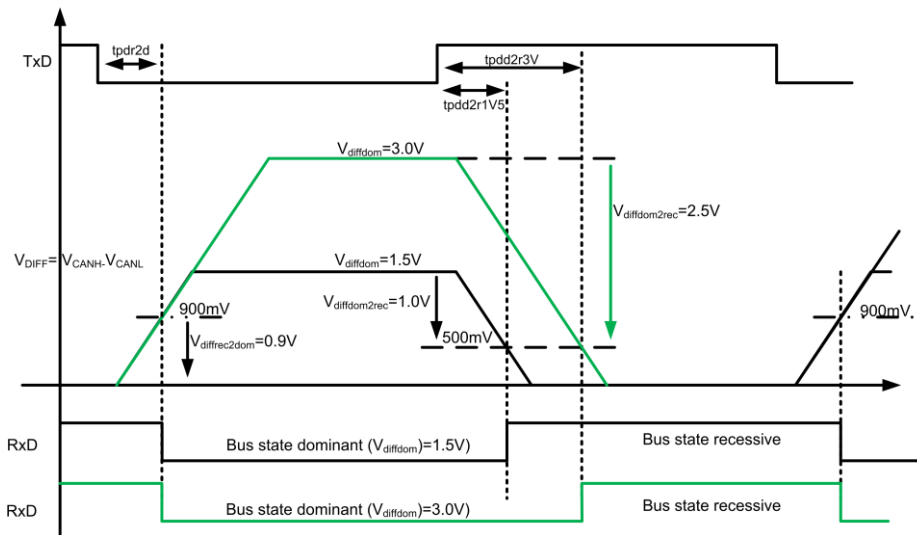 tpdr2d
TxD
tpdd2r3V
tpdd2r1V5
Vdiffdom=3.0V
Vdiffdom2rec=2.5V
VDIFF= VCANH-VCANL
Vdiffdom=1.5V
900mV
Vdiffdom2rec=1.0V
900mV.
Vdiffrec2dom=0.9V
500mV
RxD
Bus state dominant (Vdiffdom)=1.5V)
Bus state recessive
RxD
Bus state dominant (Vdiffdom)=3.0V)
Bus state recessive